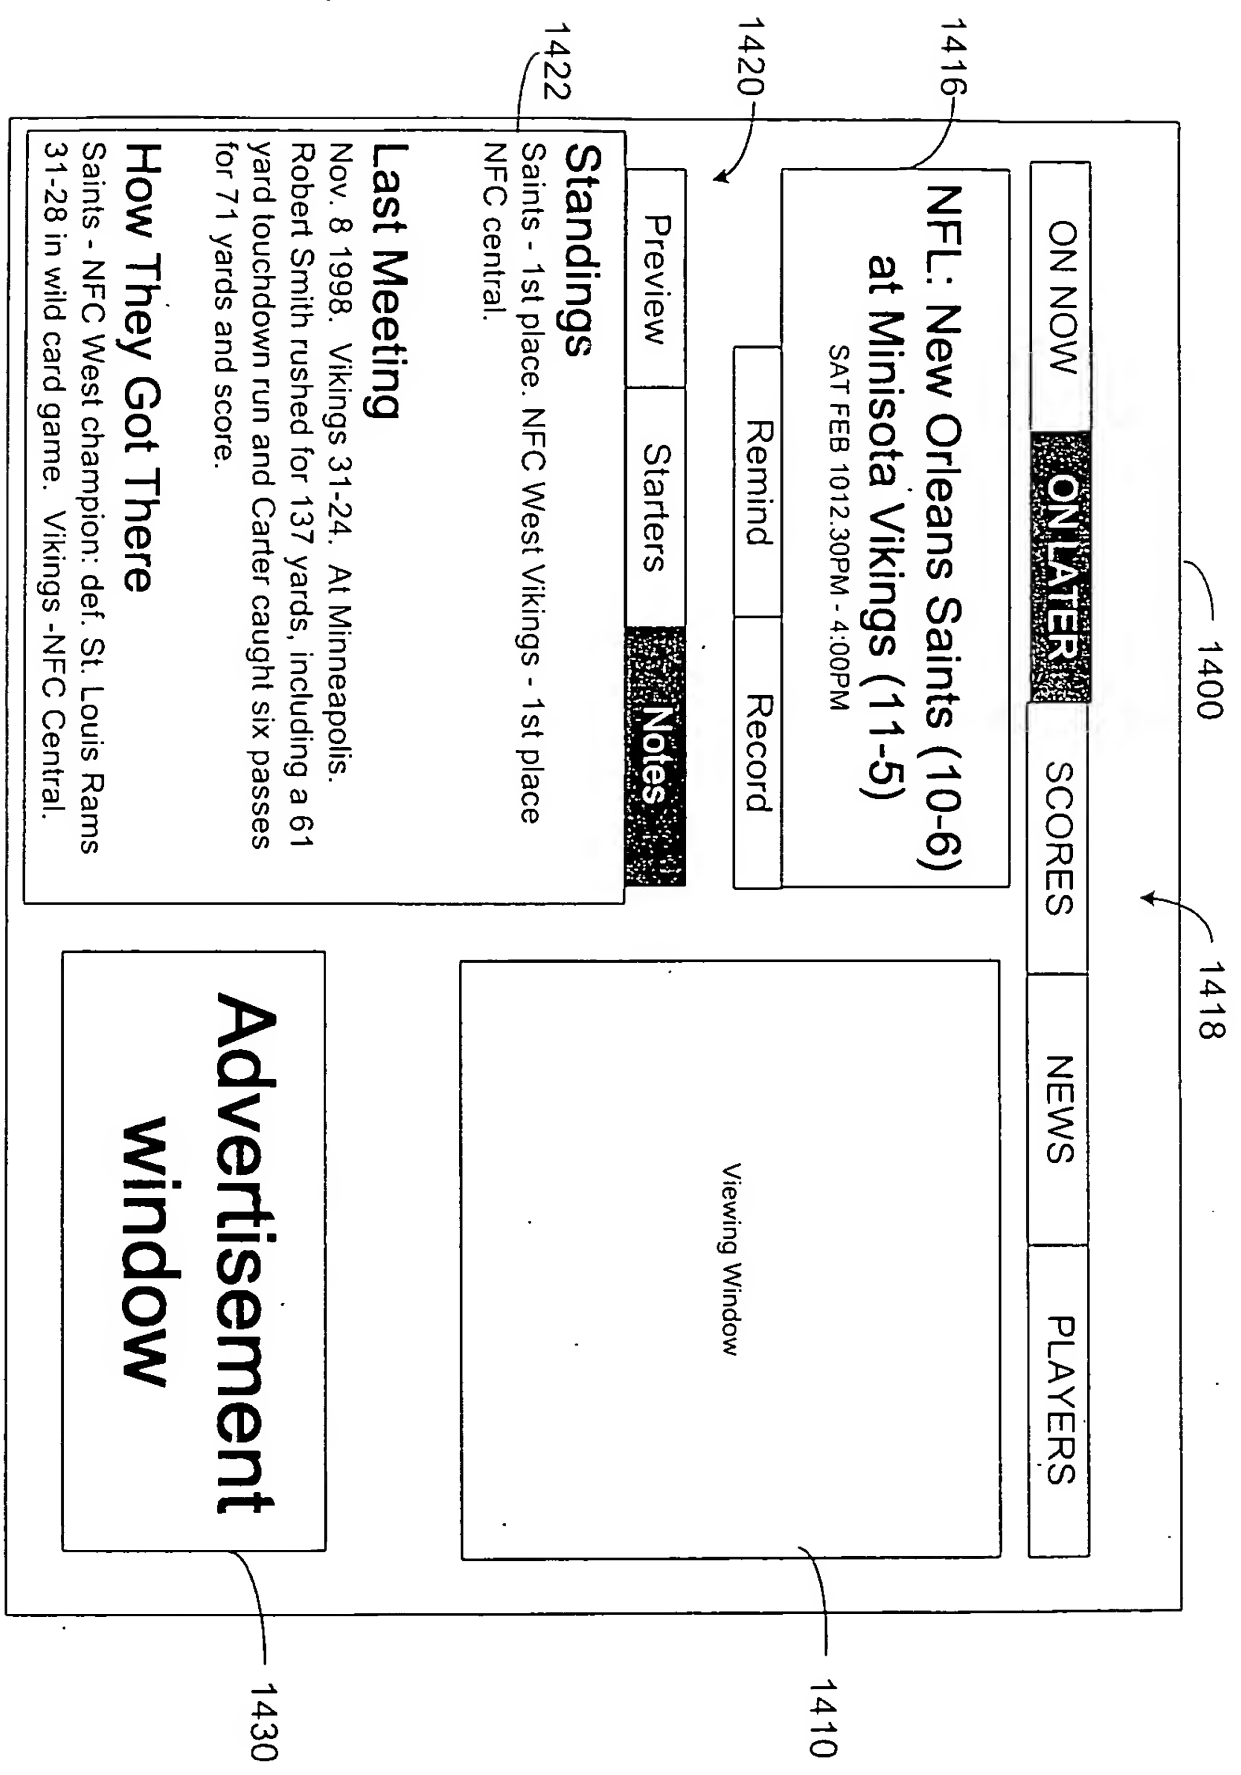 1400
1418
ON NOW
ON LATER
SCORES
NEWS
PLAYERS
1416
NFL: New Orleans Saints (10-6)
at Minisota Vikings (11-5)
SAT FEB 1012.30PM - 4:00PM
Remind
Record
1420
Preview
Starters
Notes
1422
Standings
Saints - 1st place. NFC West Vikings - 1st place
NFC central.
Last Meeting
Nov. 8 1998. Vikings 31-24. At Minneapolis.
Robert Smith rushed for 137 yards, including a 61
yard touchdown run and Carter caught six passes
for 71 yards and score.
How They Got There
Saints - NFC West champion: def. St. Louis Rams
31-28 in wild card game. Vikings -NFC Central.
Viewing Window
1410
Advertisement
window
1430